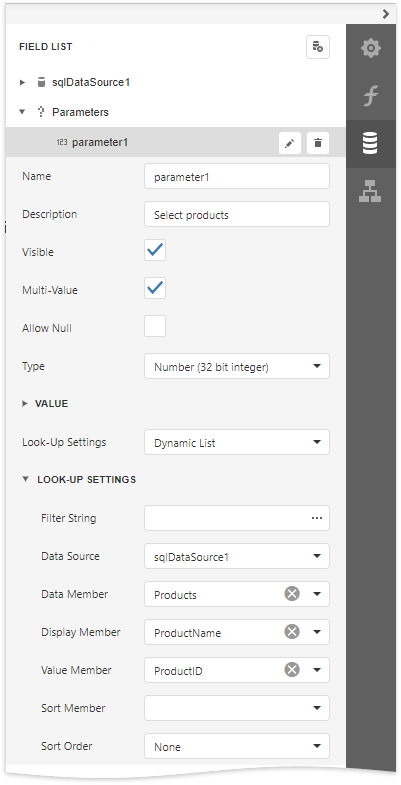 FIELD LIST
sqlDataSource1
Parameters
123 parameter1
Name parameter1
Description Select products
Visible
Multi-Value
Allow Null
Type Number (32 bit integer)
VALUE
Look-Up Settings Dynamic List
LOOK-UP SETTINGS
Filter String ...
Data Source sqlDataSource1
Data Member Products
Display Member ProductName
Value Member ProductID
Sort Member
Sort Order None